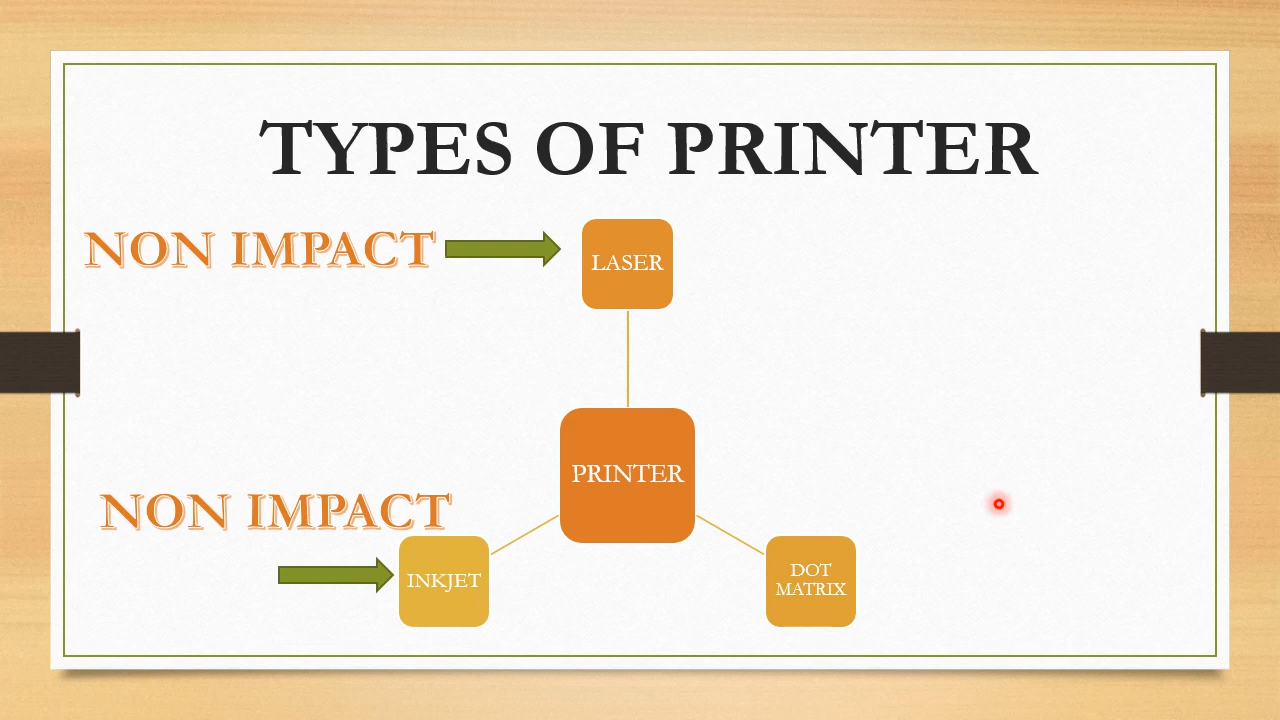 TYPES OF PRINTER
NON IMPACT
LASER
PRINTER
NON IMPACT
INKJET
DOT
MATRIX